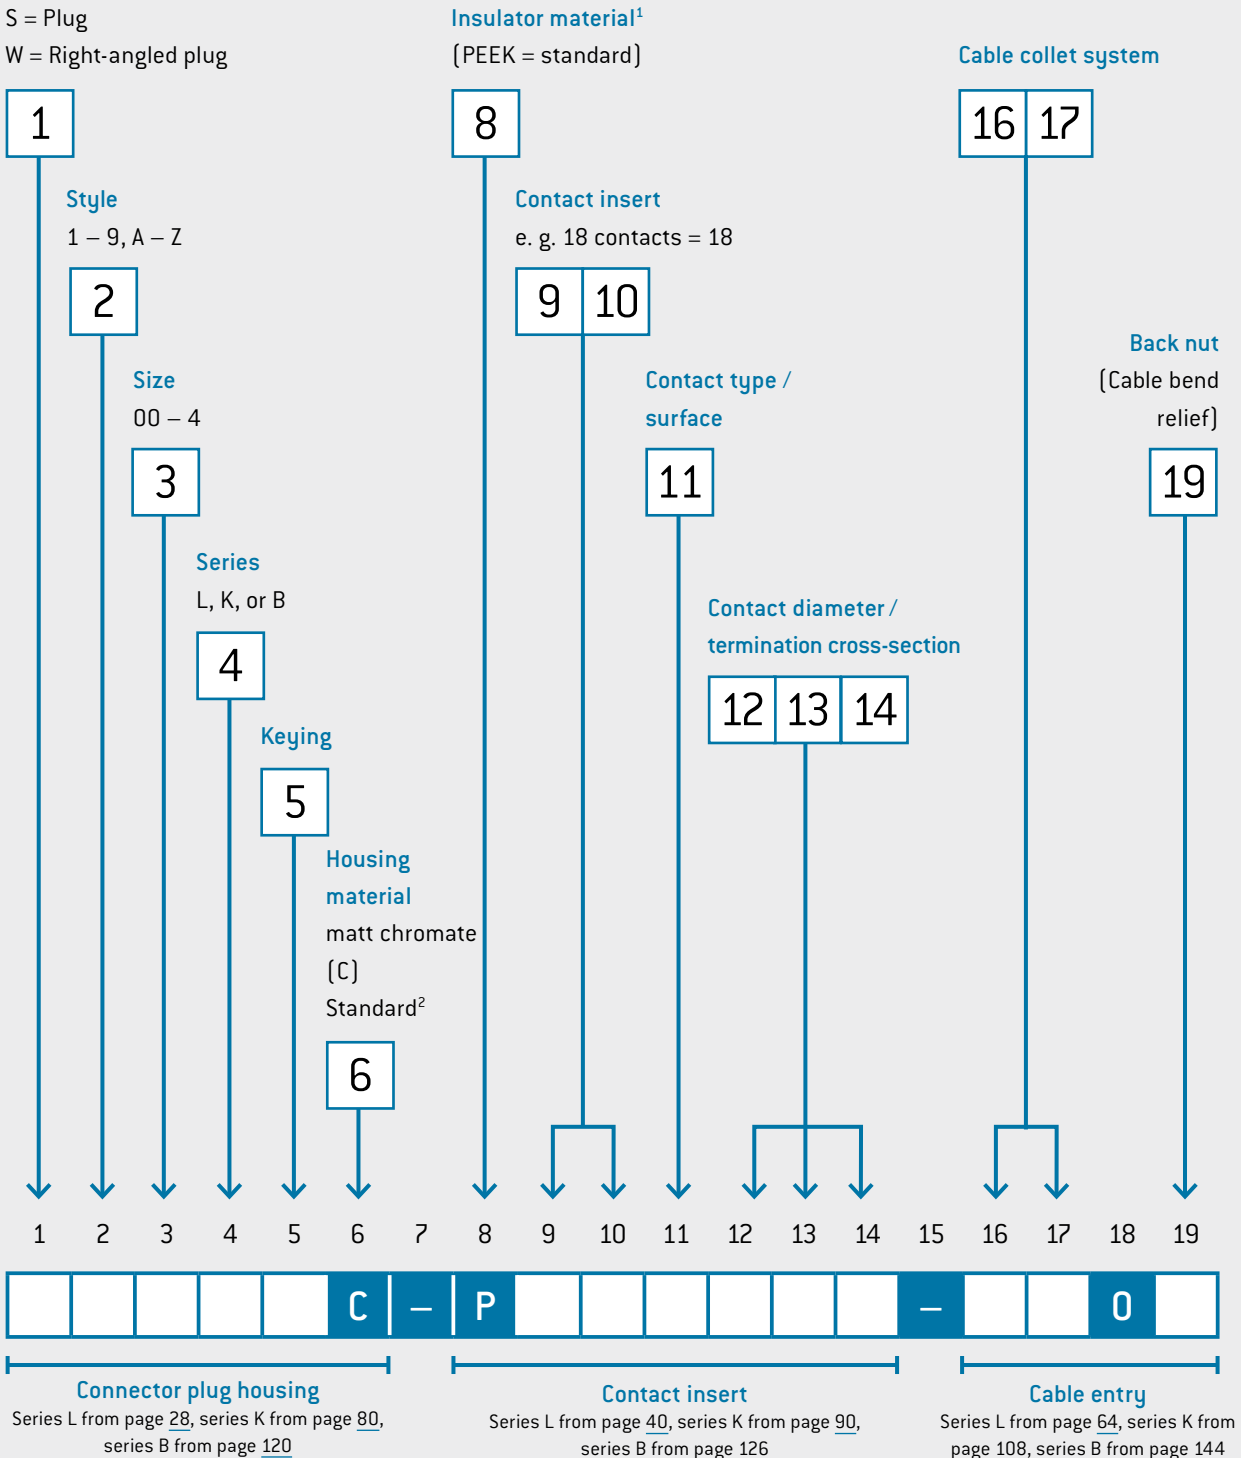 S = Plug
W = Right-angled plug
1
Style
1 – 9, A – Z
2
Size
00 – 4
3
Series
L, K, or B
4
Keying
5
Housing
material
matt chromate
(C)
Standard²
6
Insulator material¹
(PEEK = standard)
8
Contact insert
e. g. 18 contacts = 18
9 10
Contact type /
surface
11
Contact diameter /
termination cross-section
12 13 14
Cable collet system
16 17
Back nut
(Cable bend
relief)
19
1 2 3 4 5 6 7 8 9 10 11 12 13 14 15 16 17 18 19
C – P – 0
Connector plug housing
Series L from page 28, series K from page 80,
series B from page 120
Contact insert
Series L from page 40, series K from page 90,
series B from page 126
Cable entry
Series L from page 64, series K from
page 108, series B from page 144